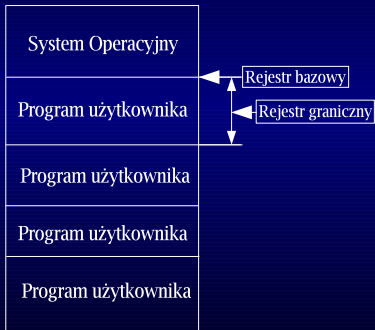 System Operacyjny
Rejestr bazowy
Program użytkownika
Rejestr graniczny
Program użytkownika
Program użytkownika
Program użytkownika